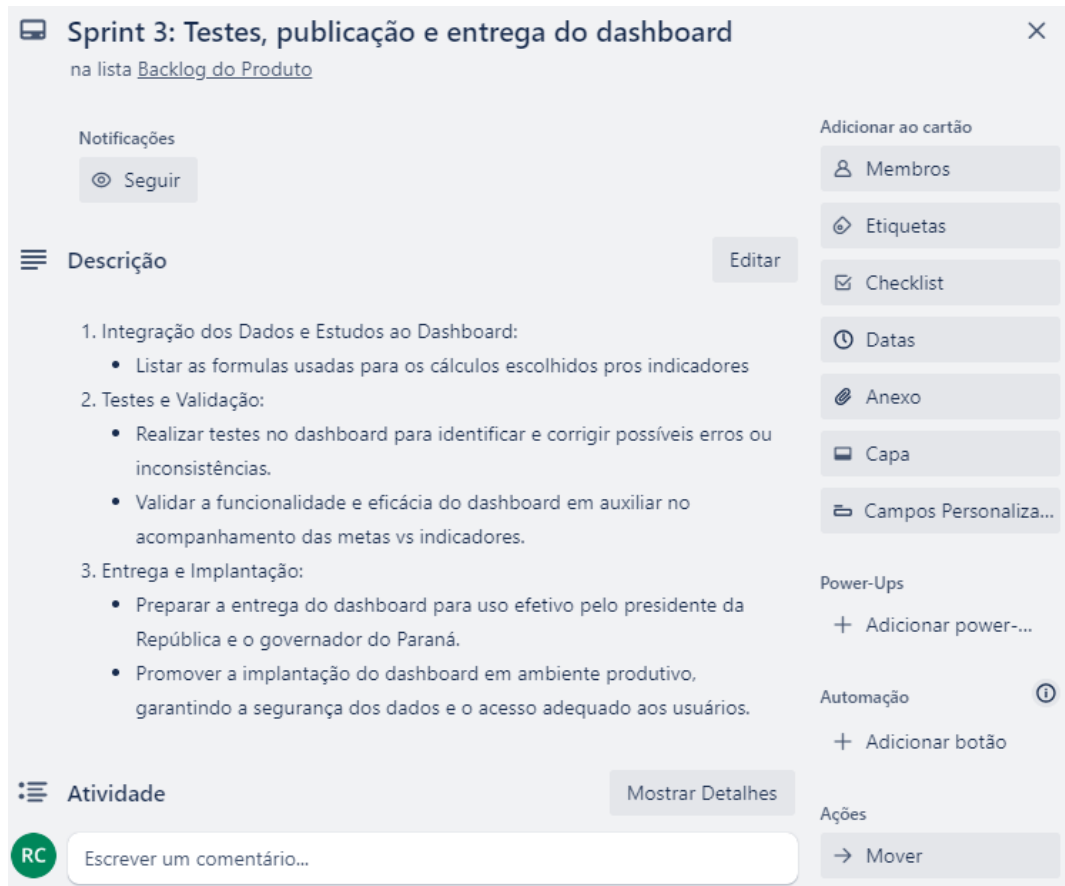 Sprint 3: Testes, publicação e entrega do dashboard
na lista Backlog do Produto
Notificações
Seguir
Descrição
Editar
1. Integração dos Dados e Estudos ao Dashboard:
• Listar as formulas usadas para os cálculos escolhidos pros indicadores
2. Testes e Validação:
• Realizar testes no dashboard para identificar e corrigir possíveis erros ou
inconsistências.
• Validar a funcionalidade e eficácia do dashboard em auxiliar no
acompanhamento das metas vs indicadores.
3. Entrega e Implantação:
• Preparar a entrega do dashboard para uso efetivo pelo presidente da
República e o governador do Paraná.
• Promover a implantação do dashboard em ambiente produtivo,
garantindo a segurança dos dados e o acesso adequado aos usuários.
Atividade
Mostrar Detalhes
RC
Escrever um comentário...
Adicionar ao cartão
Membros
Etiquetas
Checklist
Datas
Anexo
Capa
Campos Personaliza...
Power-Ups
+ Adicionar power-...
Automação
+ Adicionar botão
Ações
→ Mover